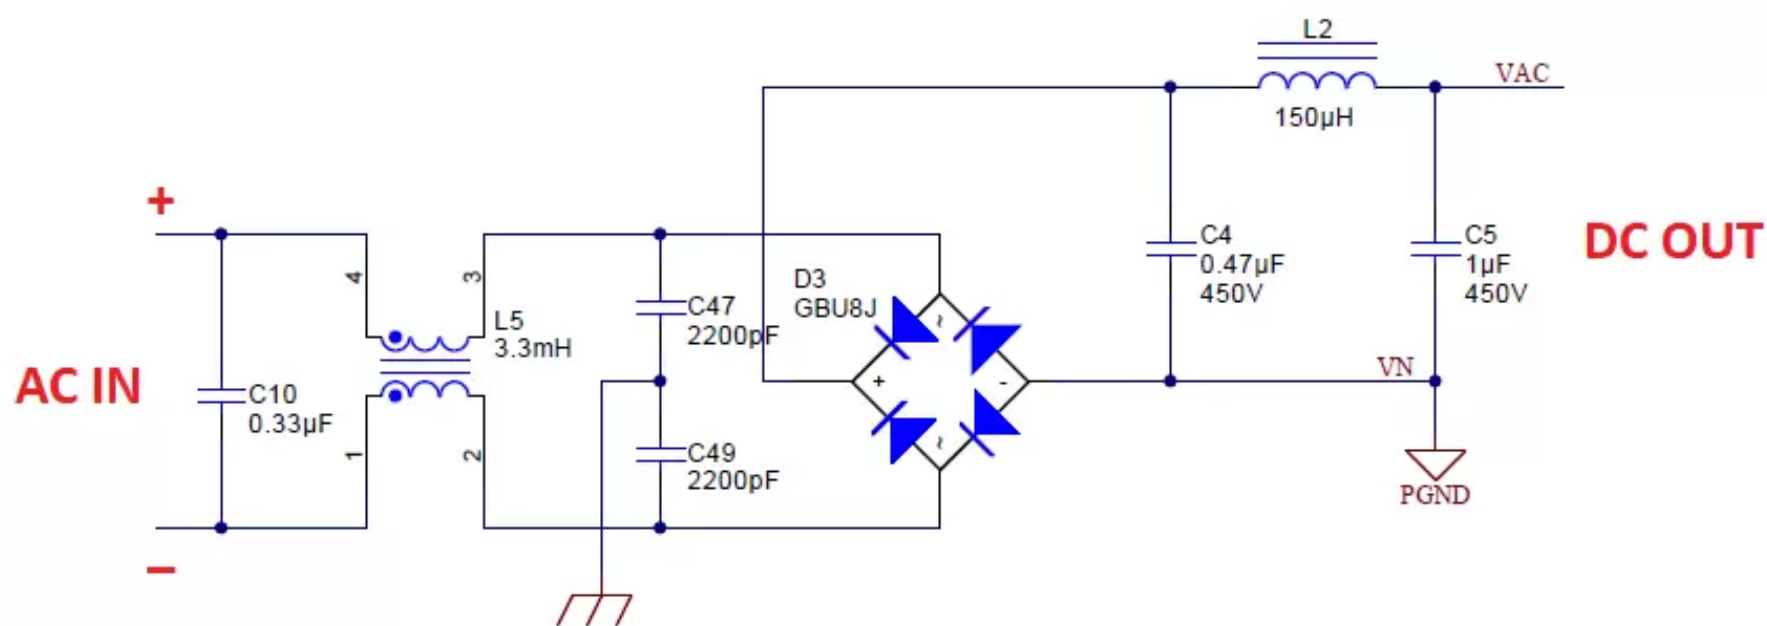 L2
VAC
150µH
+
4
3
D3
GBU8J
C4
0.47µF
450V
C5
1µF
450V
DC OUT
C47
2200pF
L5
3.3mH
~
+
-
~
VN
AC IN
C10
0.33µF
1
2
C49
2200pF
PGND
–